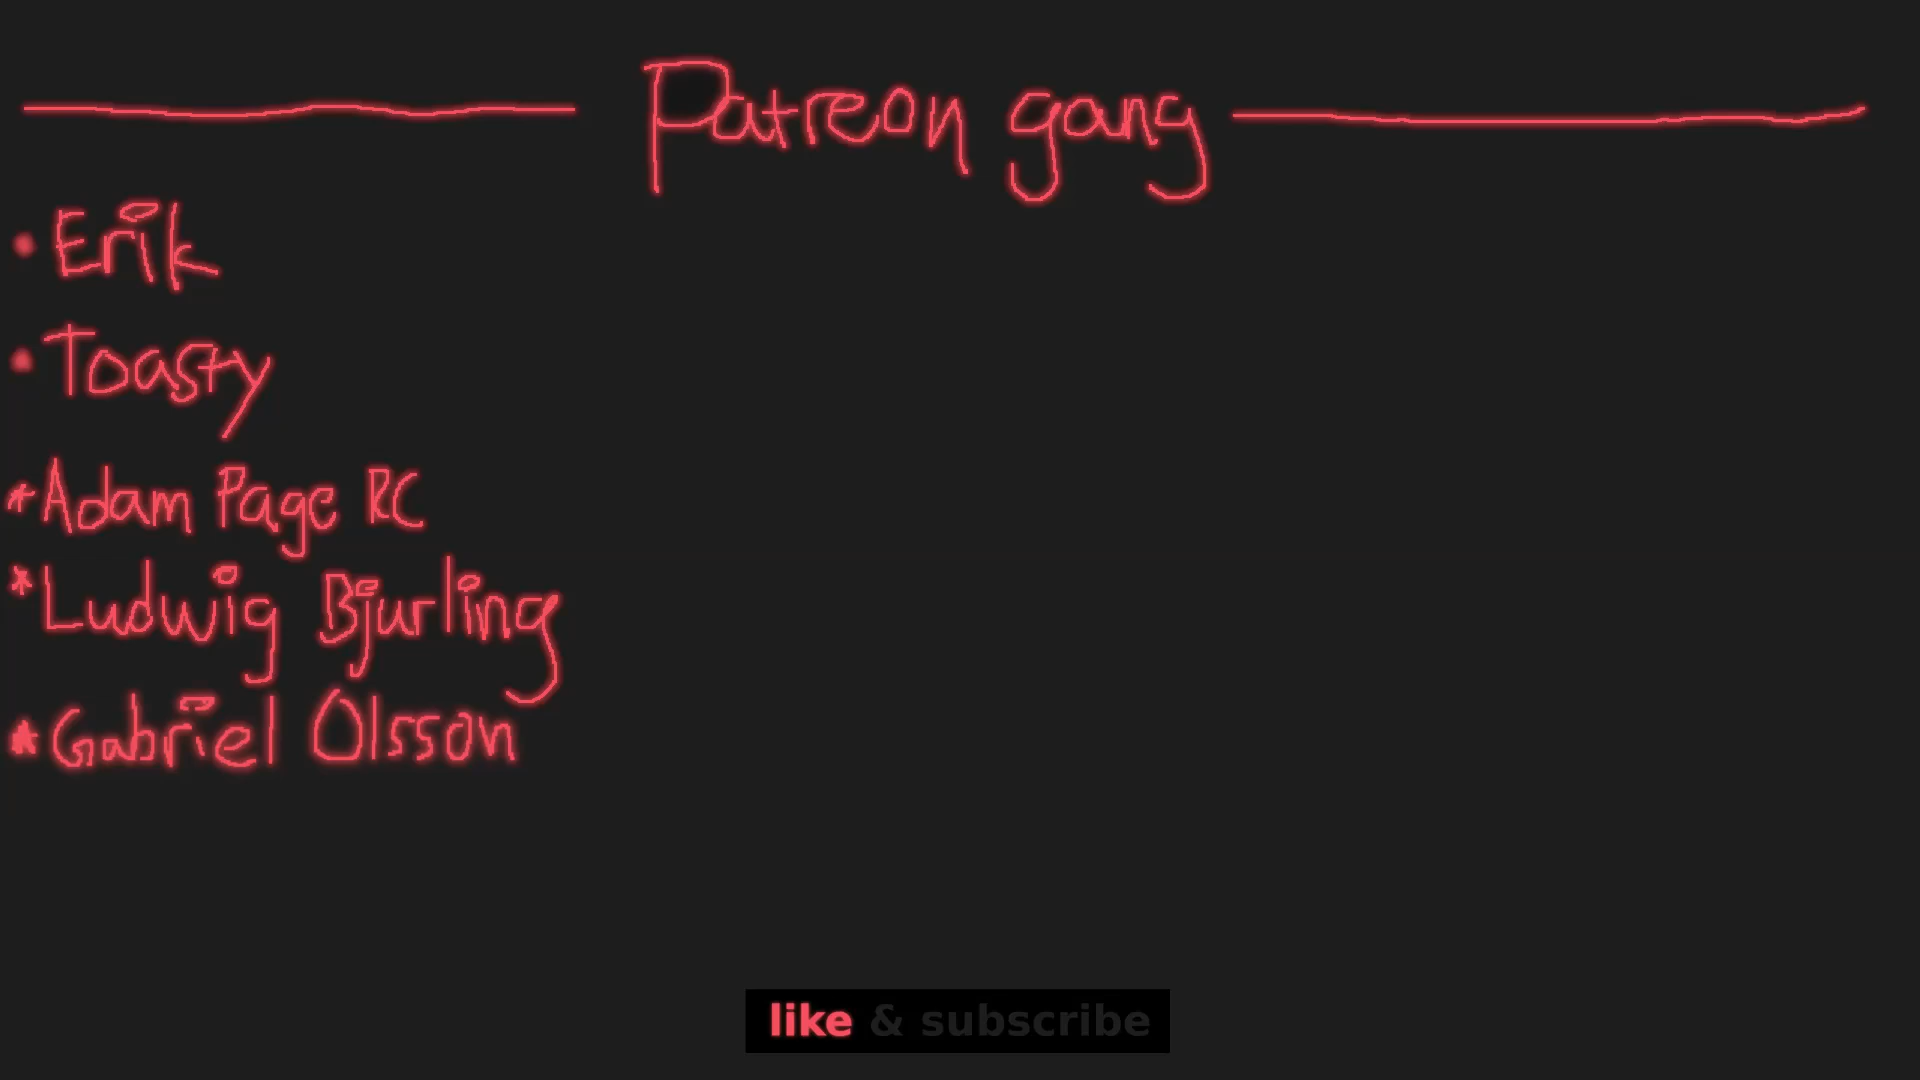 Patreon gang
• Erik
• Toasty
* Adam Page RC
* Ludwig Bjurling
* Gabriel Olsson
like & subscribe